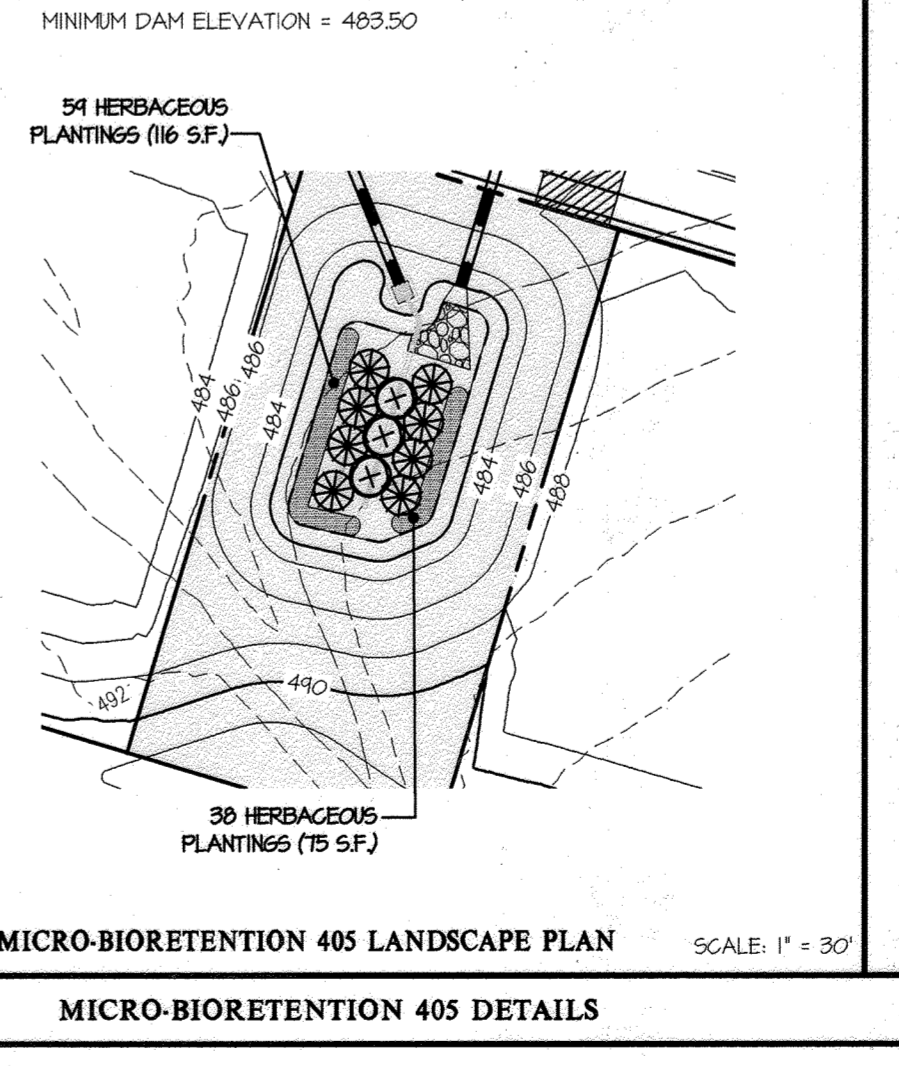 MINIMUM DAM ELEVATION = 483.50
59 HERBACEOUS
PLANTINGS (116 S.F.)
484
486
486
484
484
486
488
490
492
38 HERBACEOUS
PLANTINGS (75 S.F.)
MICRO-BIORETENTION 405 LANDSCAPE PLAN
SCALE: 1" = 30'
MICRO-BIORETENTION 405 DETAILS